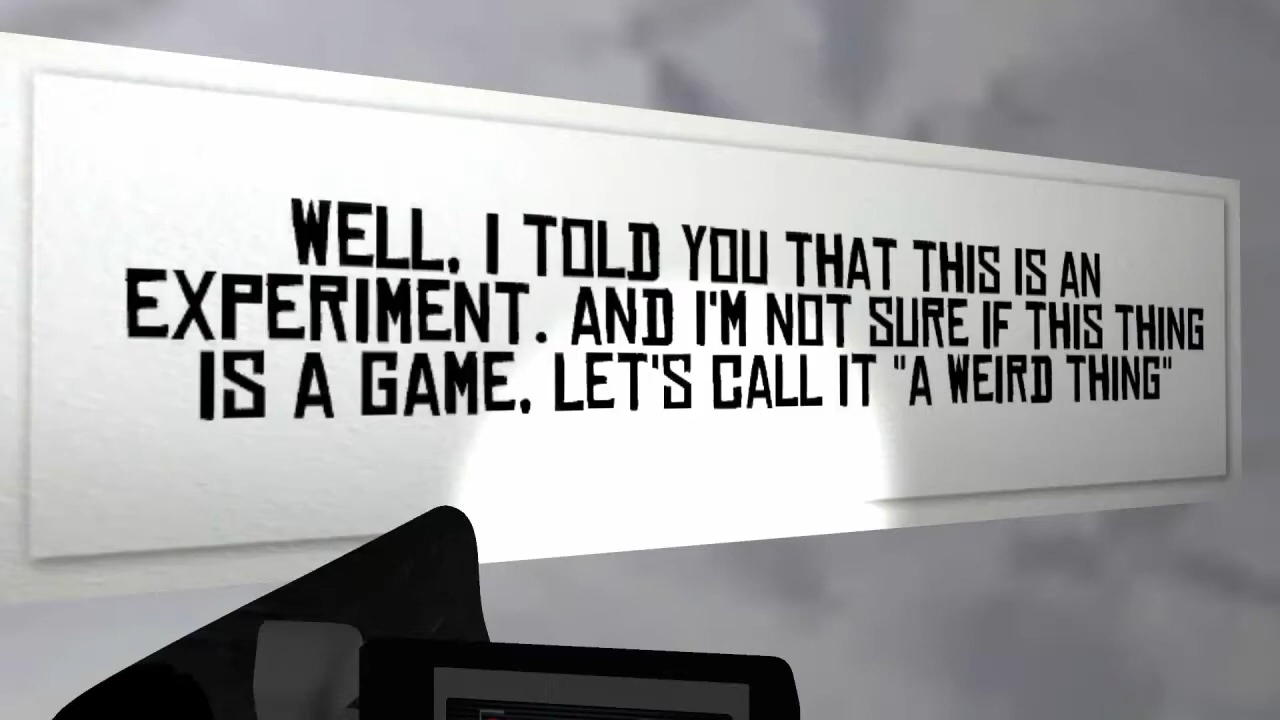 WELL, I TOLD YOU THAT THIS IS AN
EXPERIMENT. AND I'M NOT SURE IF THIS THING
IS A GAME, LET'S CALL IT "A WEIRD THING"